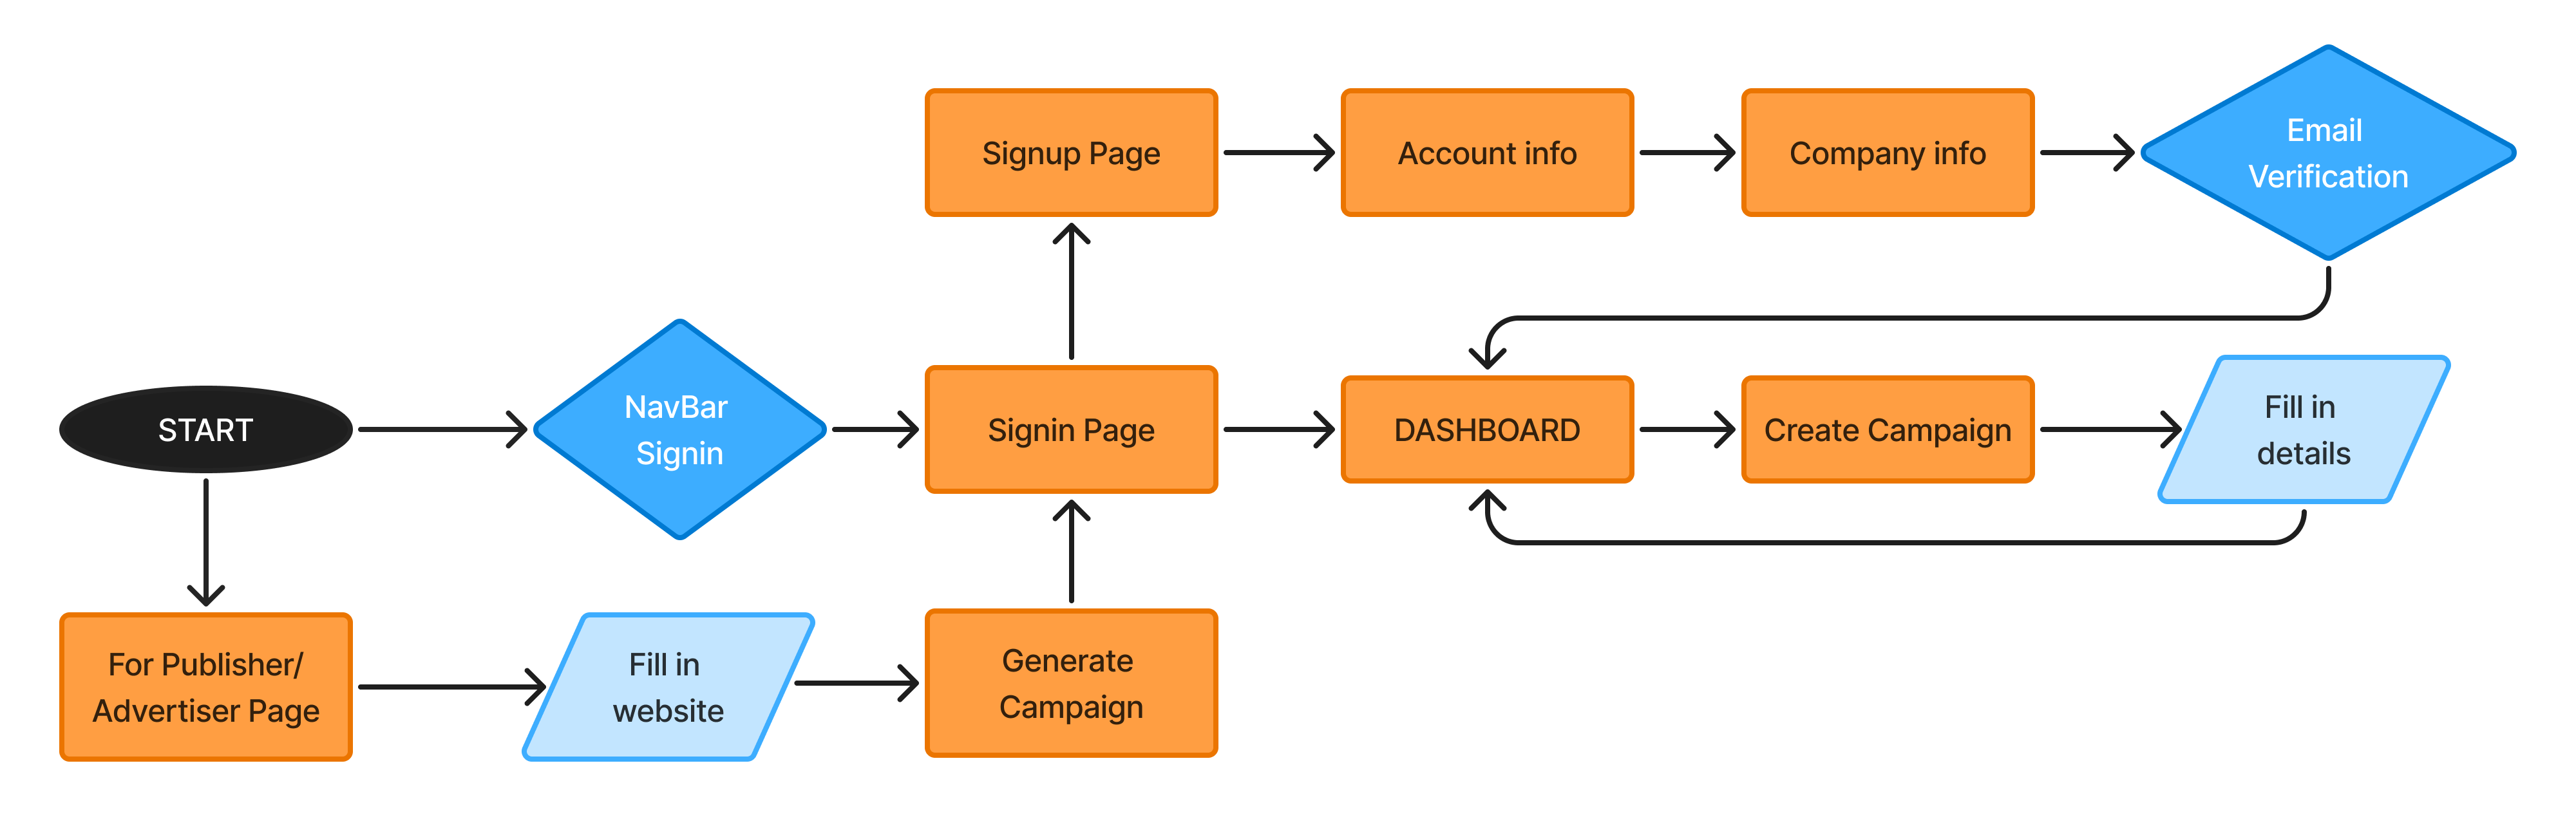 Signup Page
Account info
Company info
Email
Verification
START
NavBar
Signin
Signin Page
DASHBOARD
Create Campaign
Fill in
details
For Publisher/
Advertiser Page
Fill in
website
Generate
Campaign